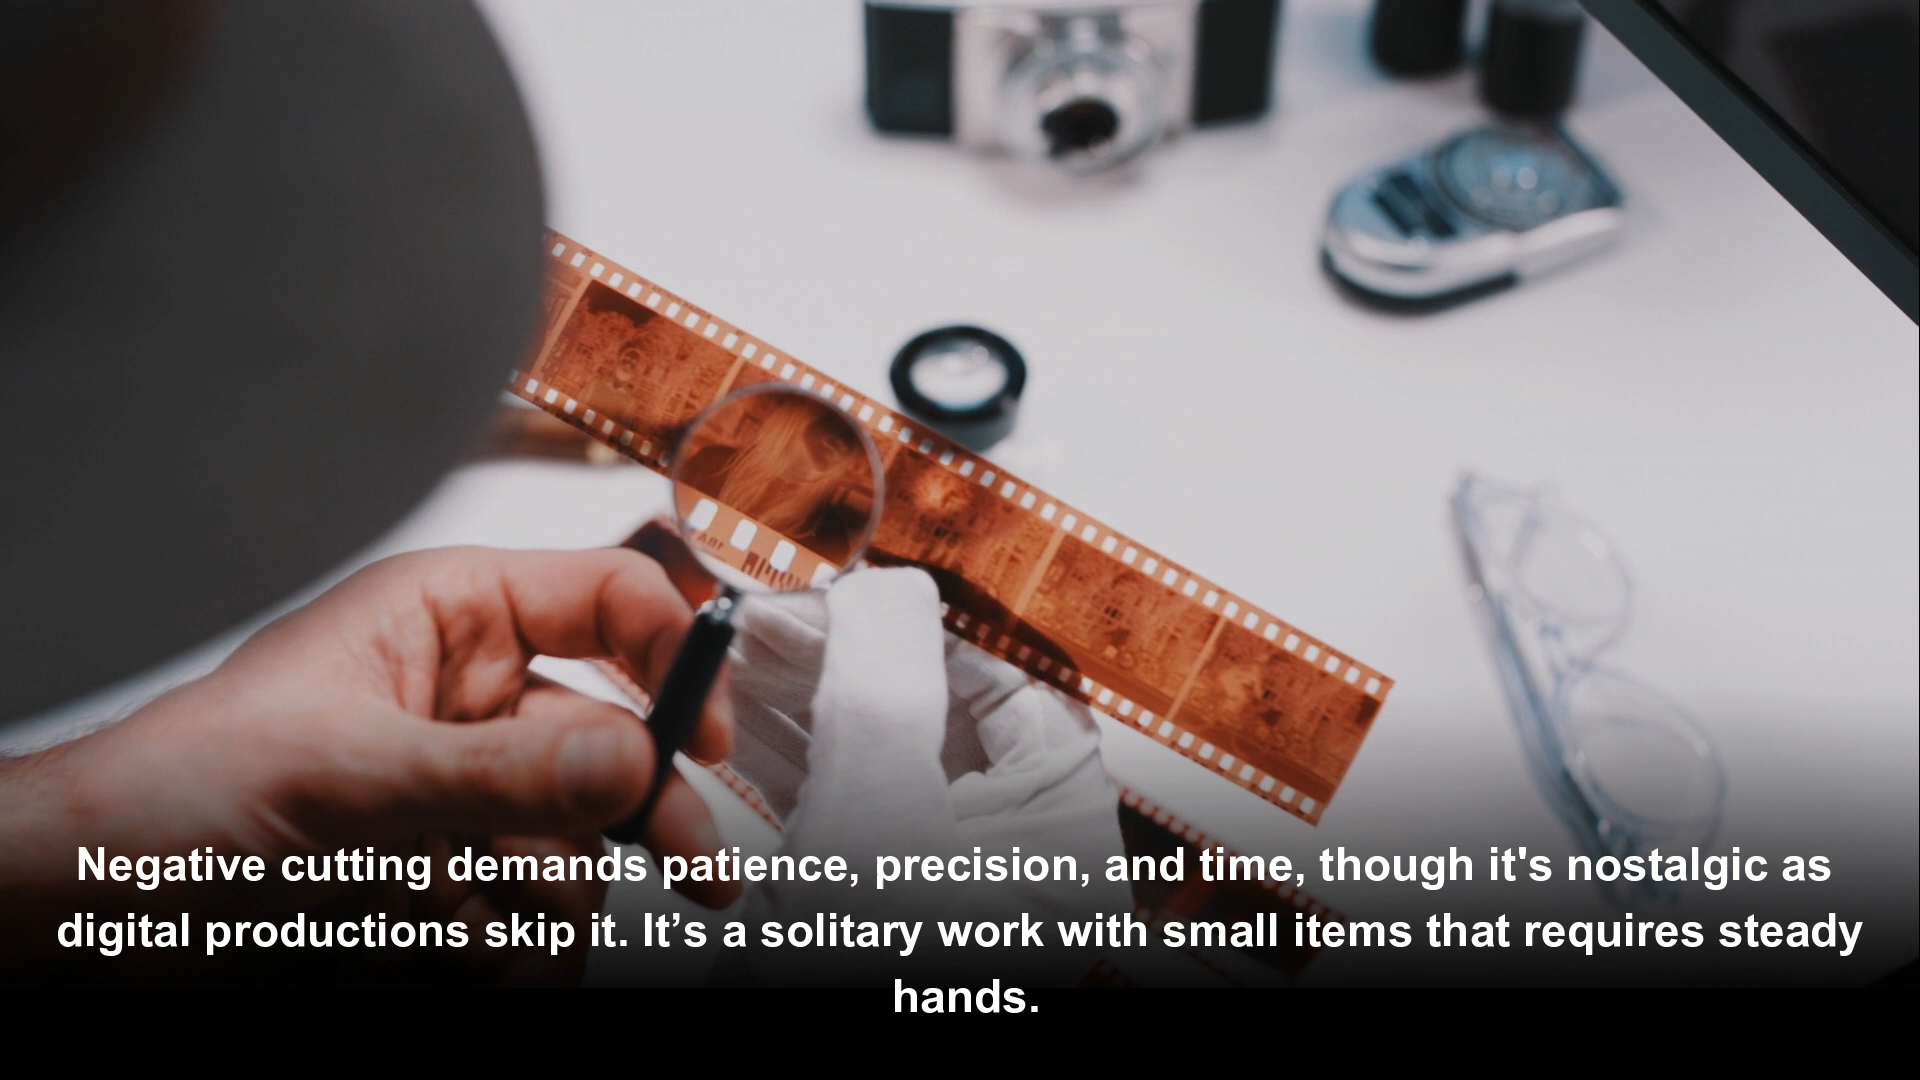 Negative cutting demands patience, precision, and time, though it's nostalgic as
digital productions skip it. It’s a solitary work with small items that requires steady
hands.